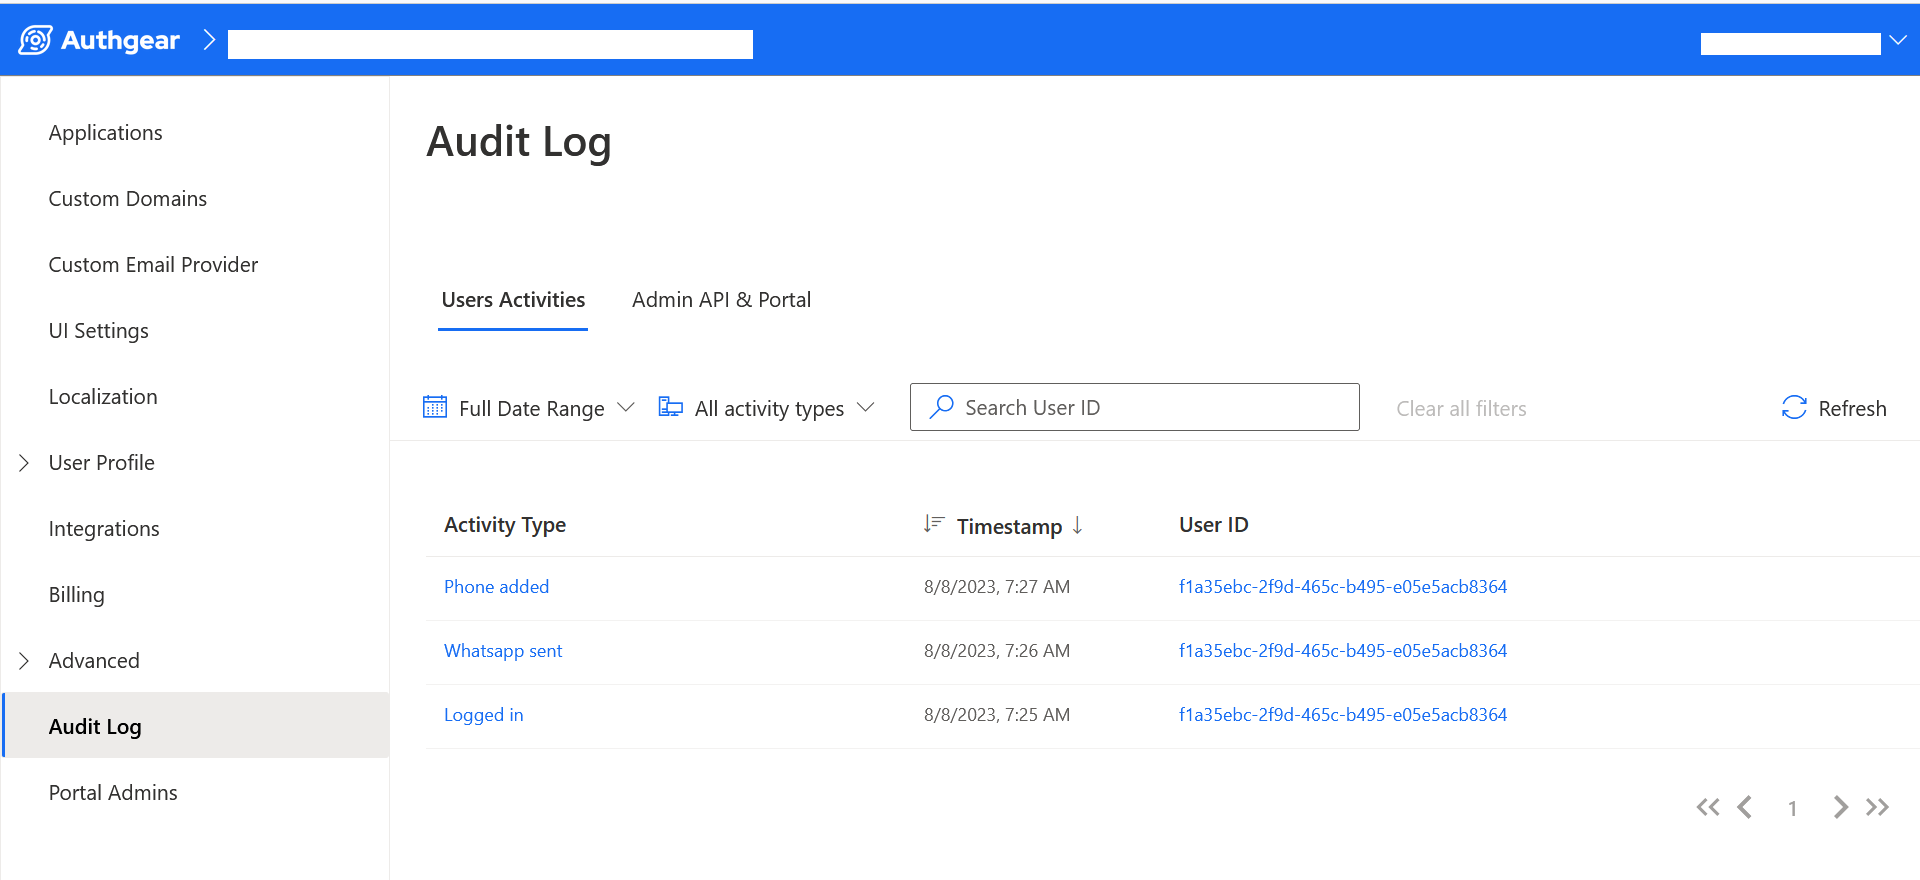 Authgear
Applications
Custom Domains
Custom Email Provider
UI Settings
Localization
User Profile
Integrations
Billing
Advanced
Audit Log
Portal Admins
Audit Log
Users Activities Admin API & Portal
Full Date Range All activity types Search User ID Clear all filters Refresh
Activity Type Timestamp User ID
Phone added 8/8/2023, 7:27 AM f1a35ebc-2f9d-465c-b495-e05e5acb8364
Whatsapp sent 8/8/2023, 7:26 AM f1a35ebc-2f9d-465c-b495-e05e5acb8364
Logged in 8/8/2023, 7:25 AM f1a35ebc-2f9d-465c-b495-e05e5acb8364
1